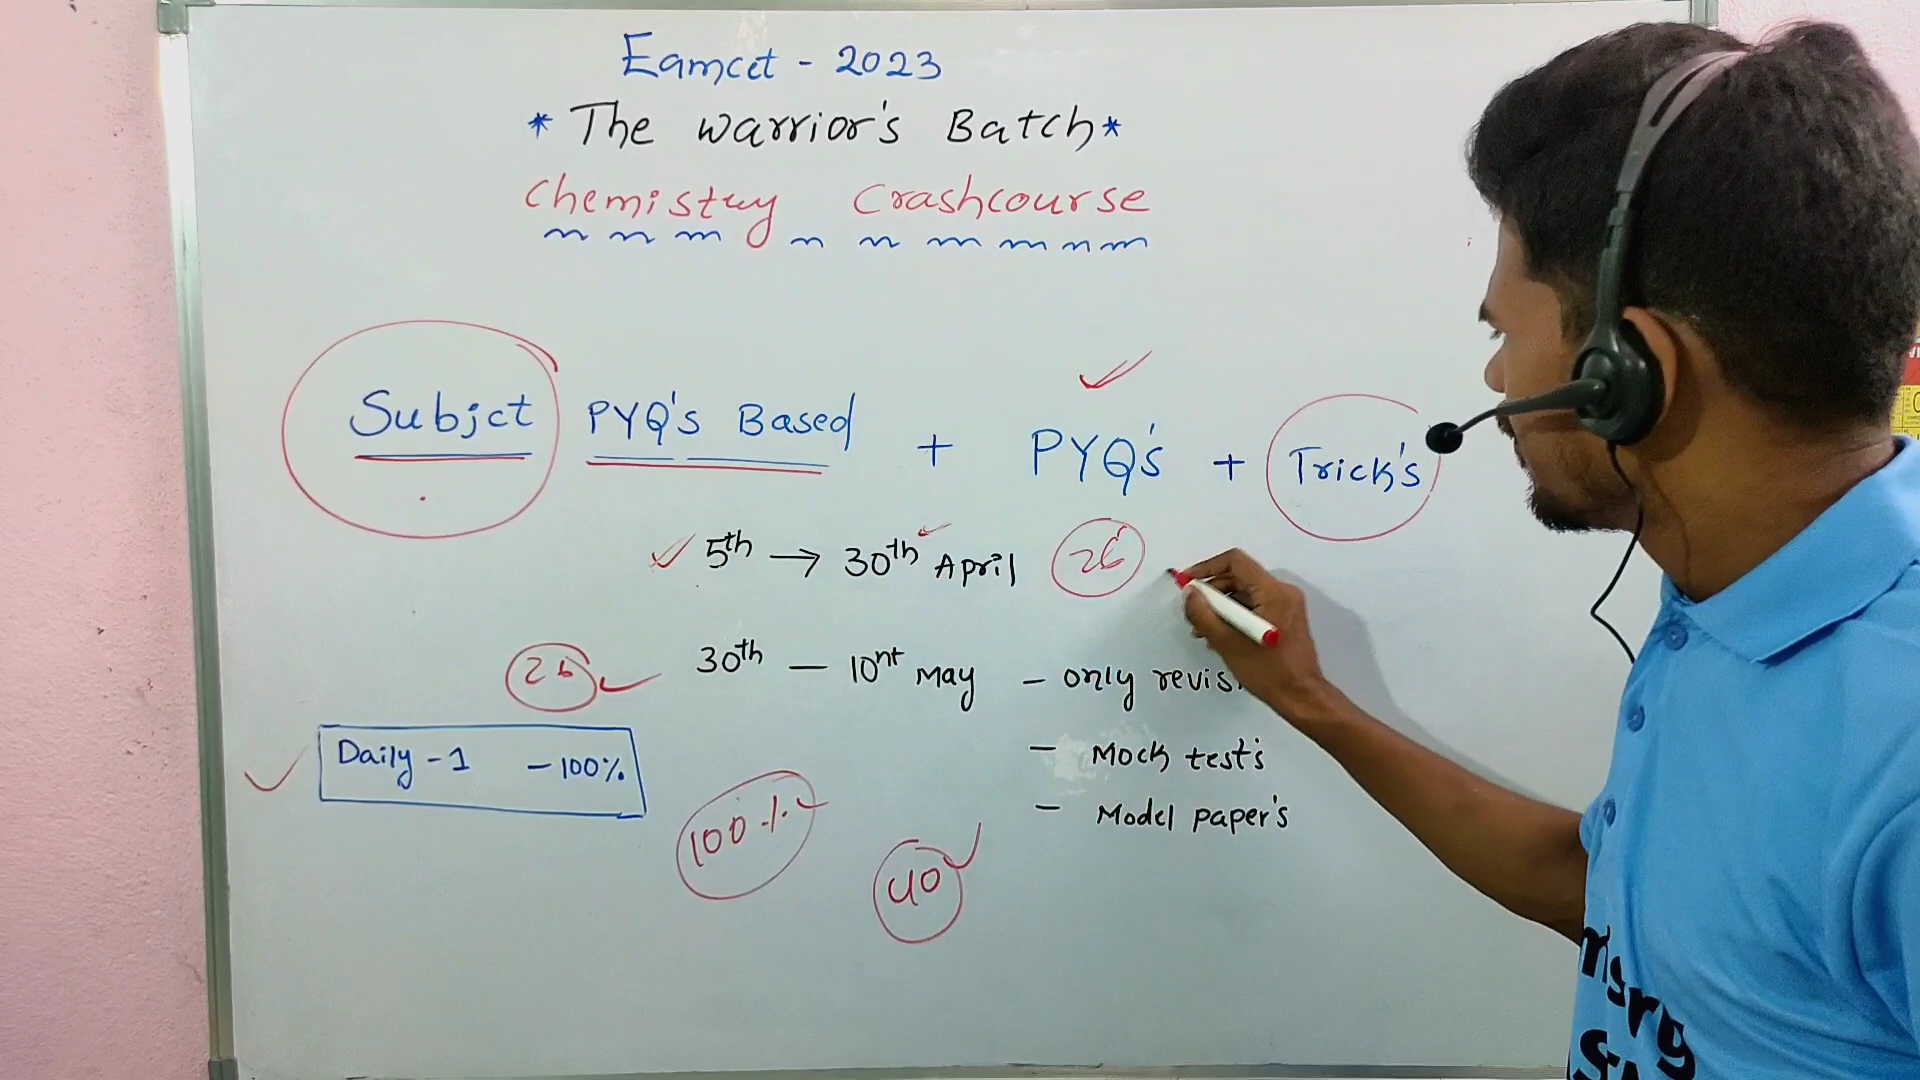 Eamcet - 2023
* The warrior's Batch *
Chemistry Crashcourse
Subjct PYQ's Based + PYQ's + Trick's
5th → 30th April 26
26 30th — 10nt May - only revis
Daily - 1 - 100%
- Mock test's
- Model paper's
100%
40